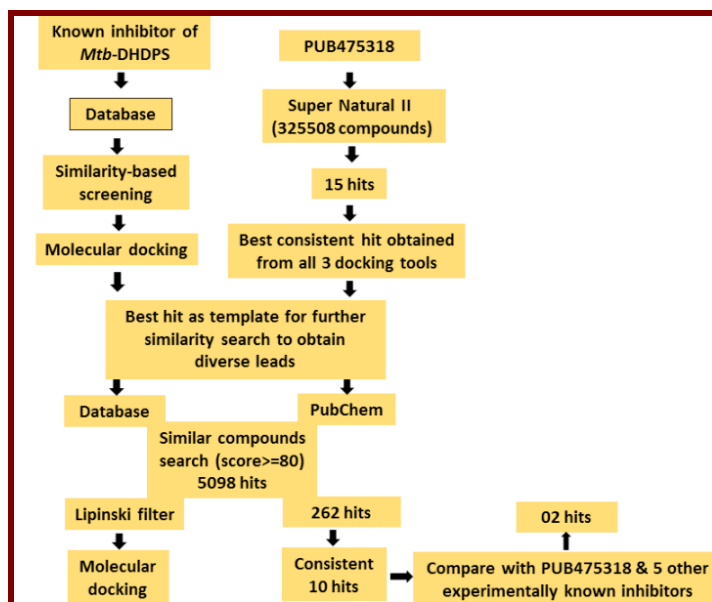 Known inhibitor of
Mtb-DHDPS
PUB475318
Database
Super Natural II
(325508 compounds)
Similarity-based
screening
15 hits
Molecular docking
Best consistent hit obtained
from all 3 docking tools
Best hit as template for further
similarity search to obtain
diverse leads
Database
PubChem
Similar compounds
search (score>=80)
5098 hits
Lipinski filter
262 hits
02 hits
Molecular
docking
Consistent
10 hits
Compare with PUB475318 & 5 other
experimentally known inhibitors